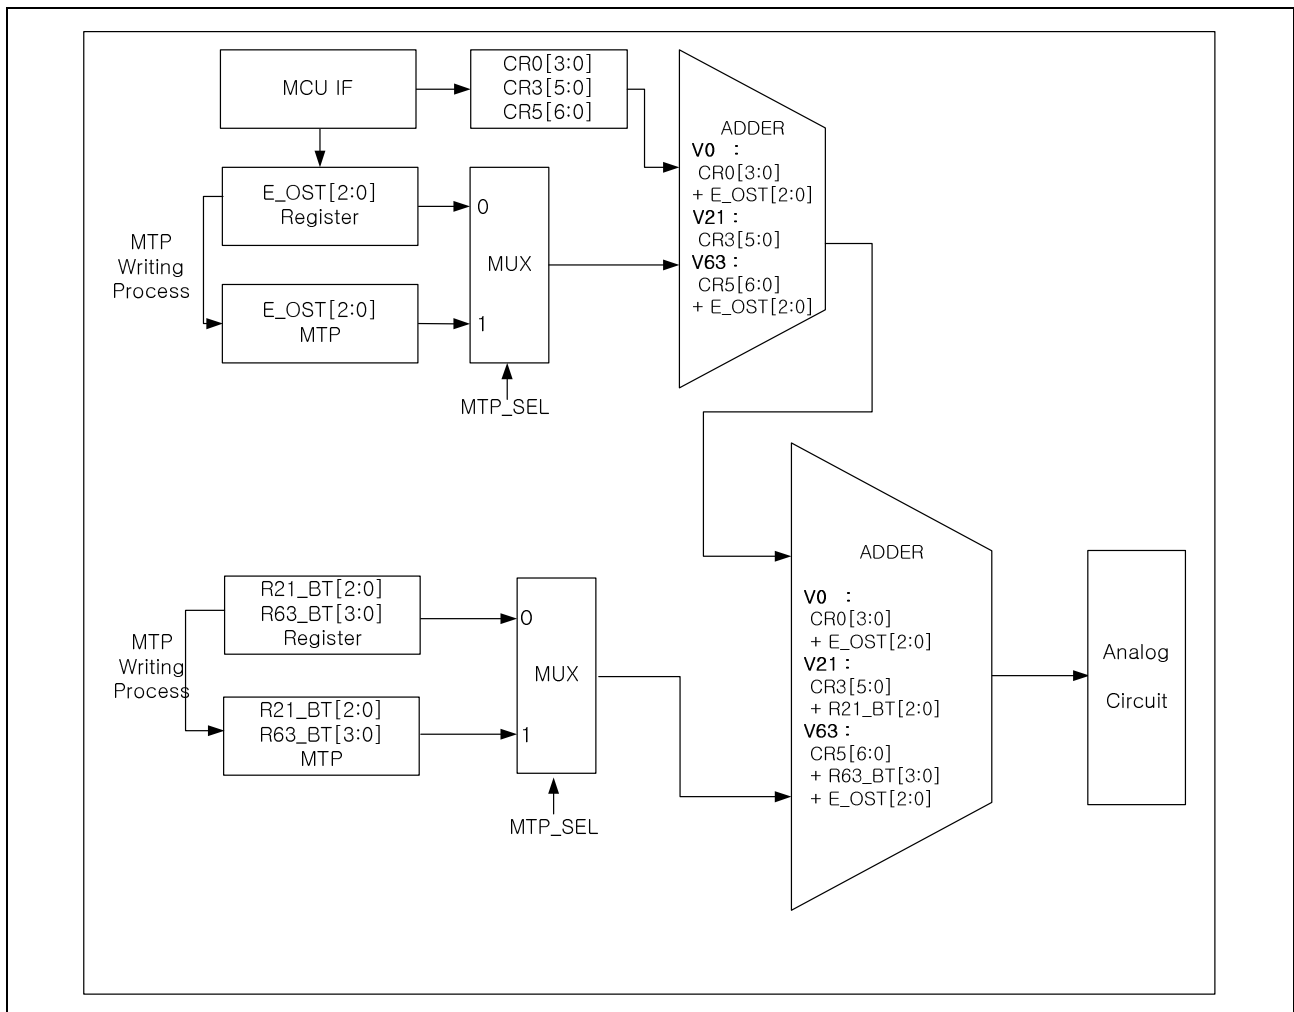 MCU IF
CR0[3:0]
CR3[5:0]
CR5[6:0]
E_OST[2:0]
Register
MTP
Writing
Process
E_OST[2:0]
MTP
0
MUX
1
MTP_SEL
ADDER
V0 :
CR0[3:0]
+ E_OST[2:0]
V21 :
CR3[5:0]
V63 :
CR5[6:0]
+ E_OST[2:0]
R21_BT[2:0]
R63_BT[3:0]
Register
MTP
Writing
Process
R21_BT[2:0]
R63_BT[3:0]
MTP
0
MUX
1
MTP_SEL
ADDER
V0 :
CR0[3:0]
+ E_OST[2:0]
V21 :
CR3[5:0]
+ R21_BT[2:0]
V63 :
CR5[6:0]
+ R63_BT[3:0]
+ E_OST[2:0]
Analog
Circuit